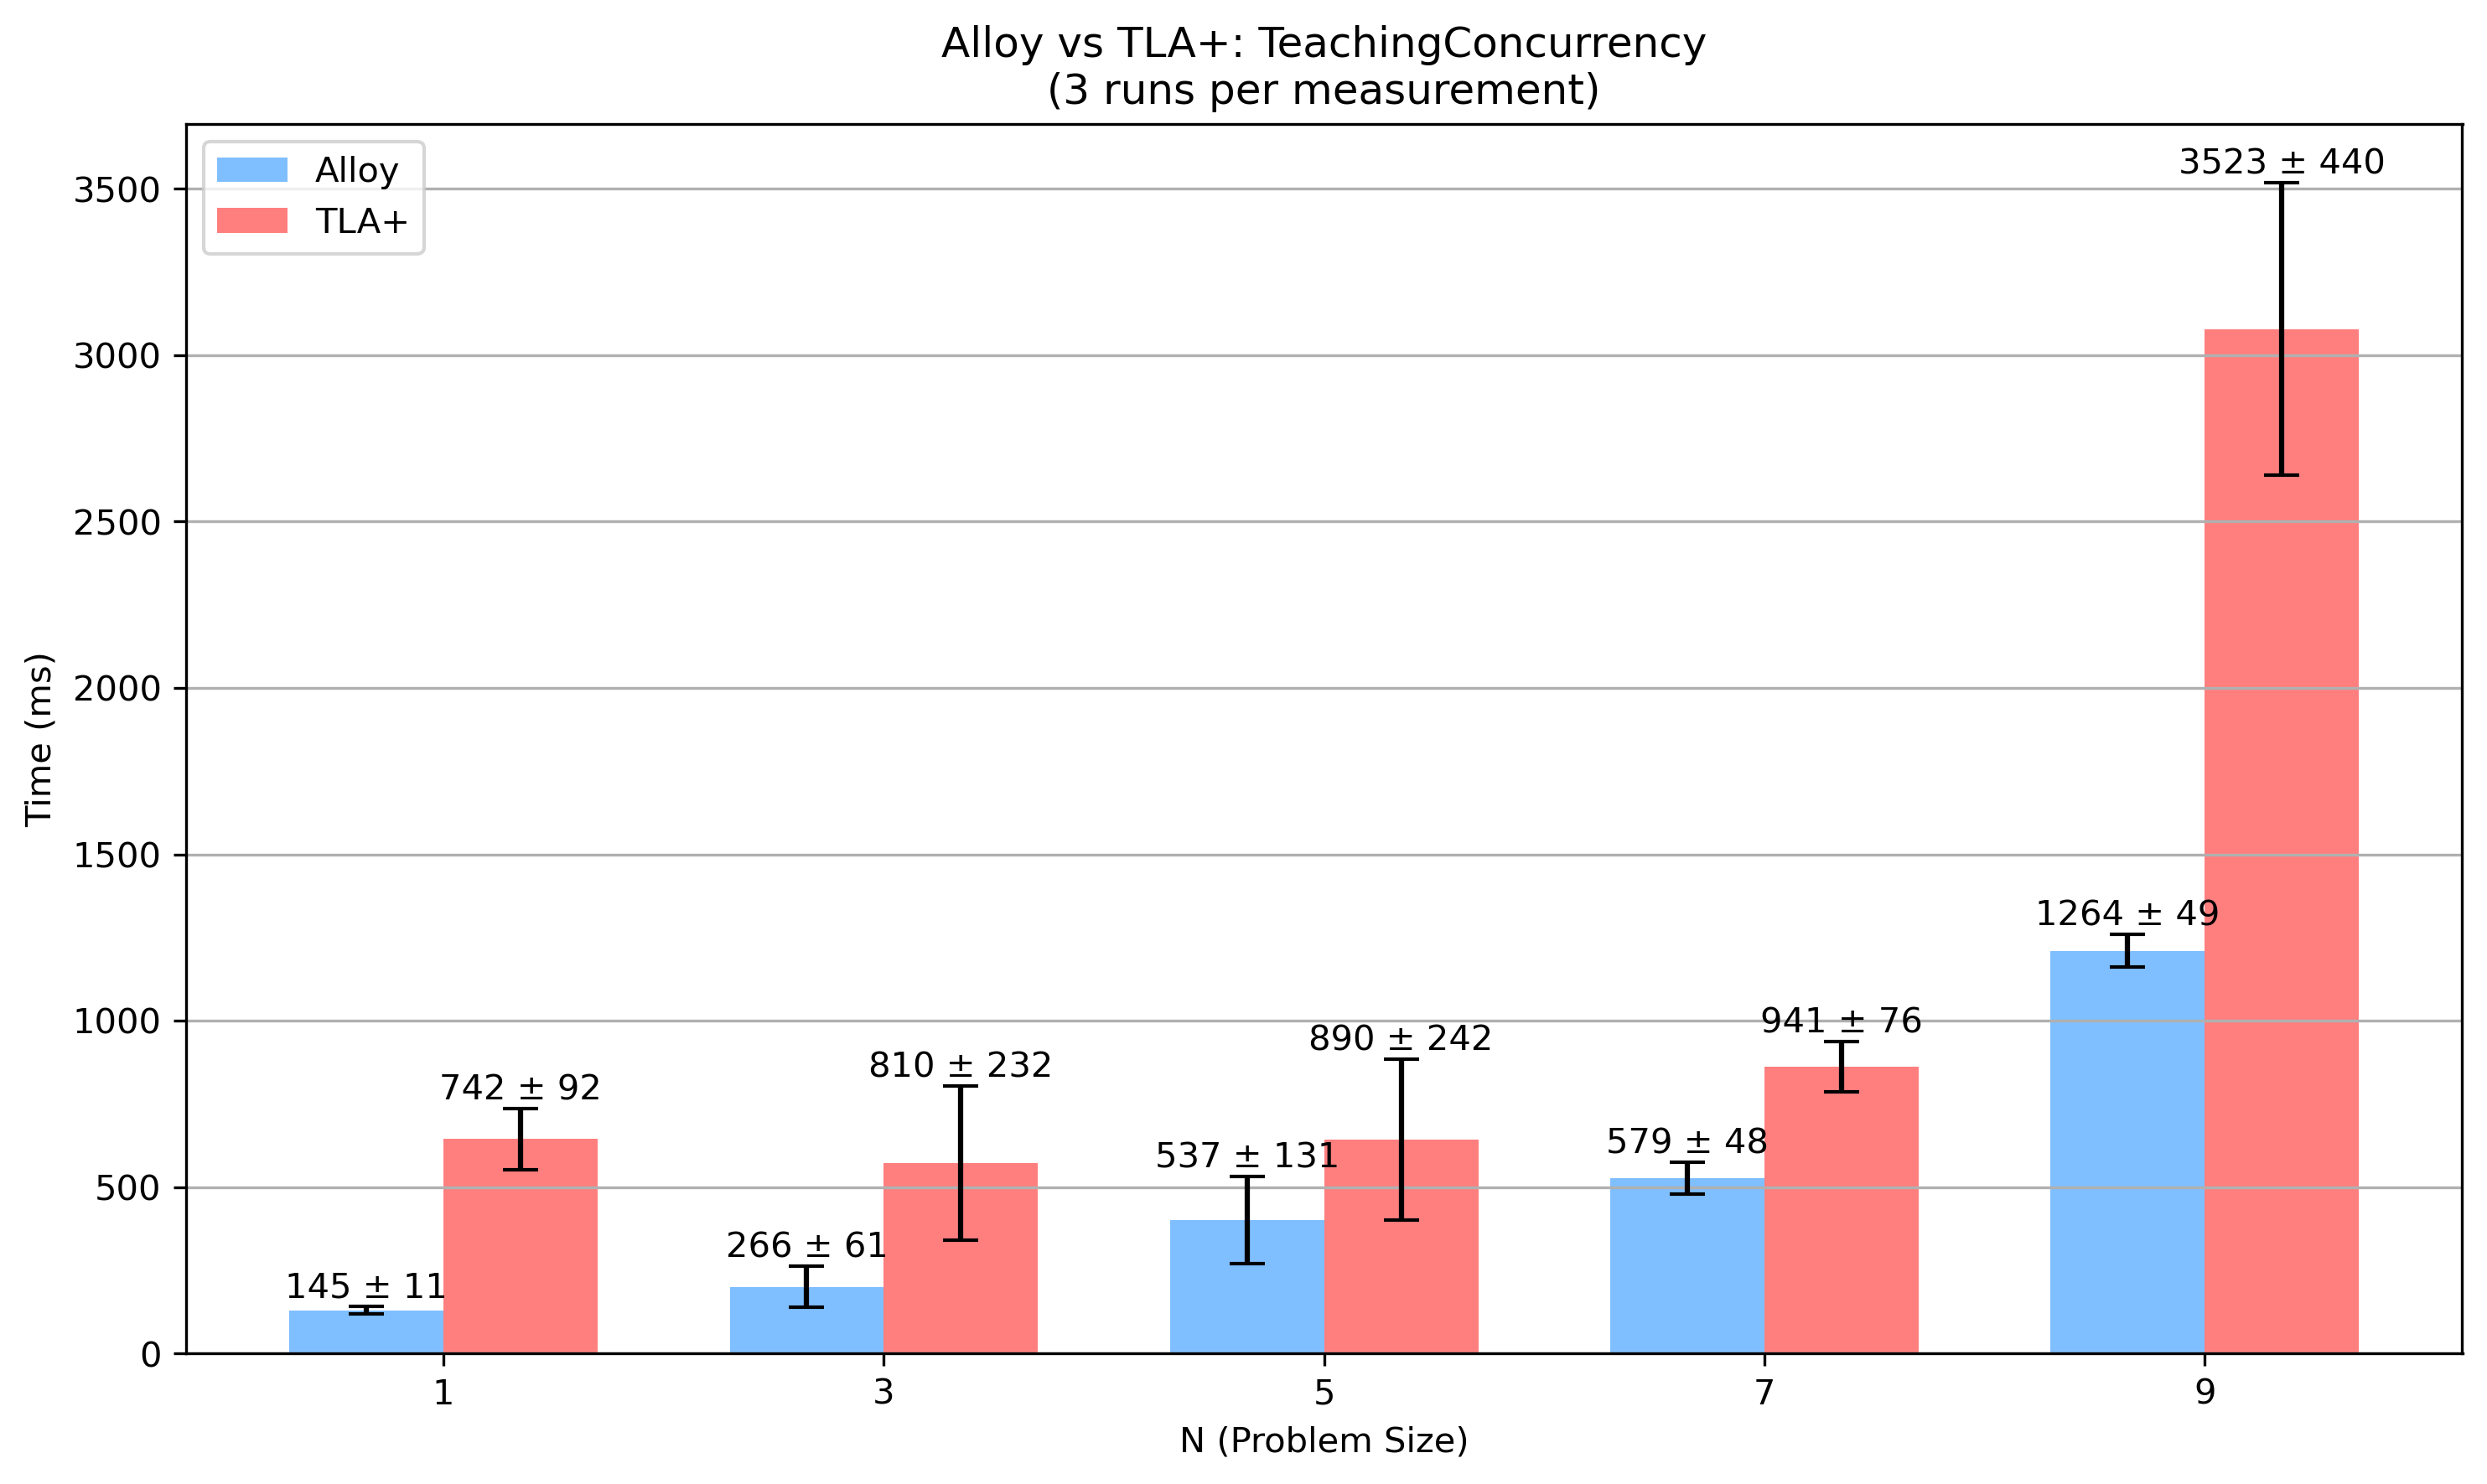 Alloy vs TLA+: TeachingConcurrency
(3 runs per measurement)
Alloy
TLA+
Time (ms)
3500
3000
2500
2000
1500
1000
500
0
145 ± 11
742 ± 92
266 ± 61
810 ± 232
537 ± 131
890 ± 242
579 ± 48
941 ± 76
1264 ± 49
3523 ± 440
1
3
5
7
9
N (Problem Size)